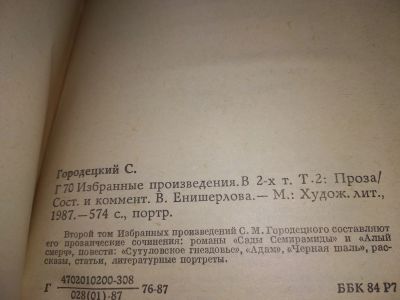 Городецкий С.
Г70 Избранные произведения. В 2-х т. Т. 2: Проза/
Сост. и коммент. В. Енишерлова.— М.: Худож. лит.,
1987.—574 с., портр.
Второй том Избранных произведений С. М. Городецкого составляют
его прозаические сочинения: романы «Сады Семирамиды» и «Алый
смерч», повести: «Сутуловское гнездовье», «Адам», «Черная шаль», рас-
сказы, статьи, литературные портреты.
Г 4702010200-308 76-87 ББК 84 Р7
028(01)-87